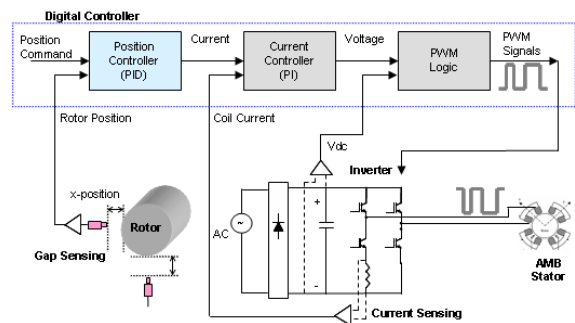 Digital Controller
Position
Command
Position
Controller
(PID)
Current
Current
Controller
(PI)
Voltage
PWM
Logic
PWM
Signals
Rotor Position
Coil Current
Vdc
Inverter
x-position
Rotor
Gap Sensing
AC
~
+
-
AMB
Stator
Current Sensing